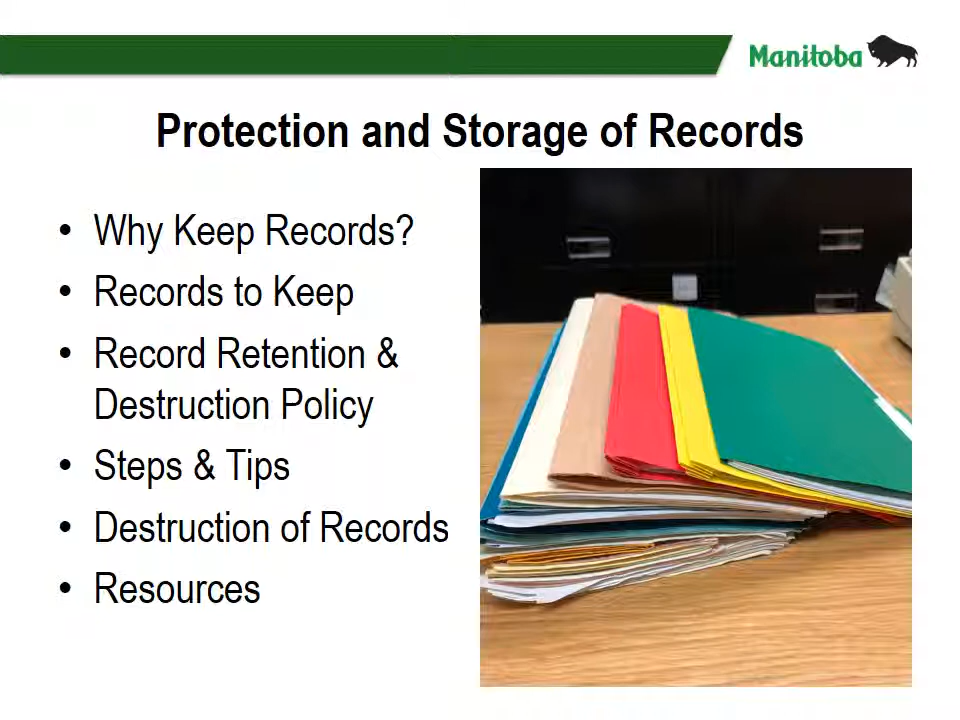 Manitoba
Protection and Storage of Records
• Why Keep Records?
• Records to Keep
• Record Retention &
Destruction Policy
• Steps & Tips
• Destruction of Records
• Resources